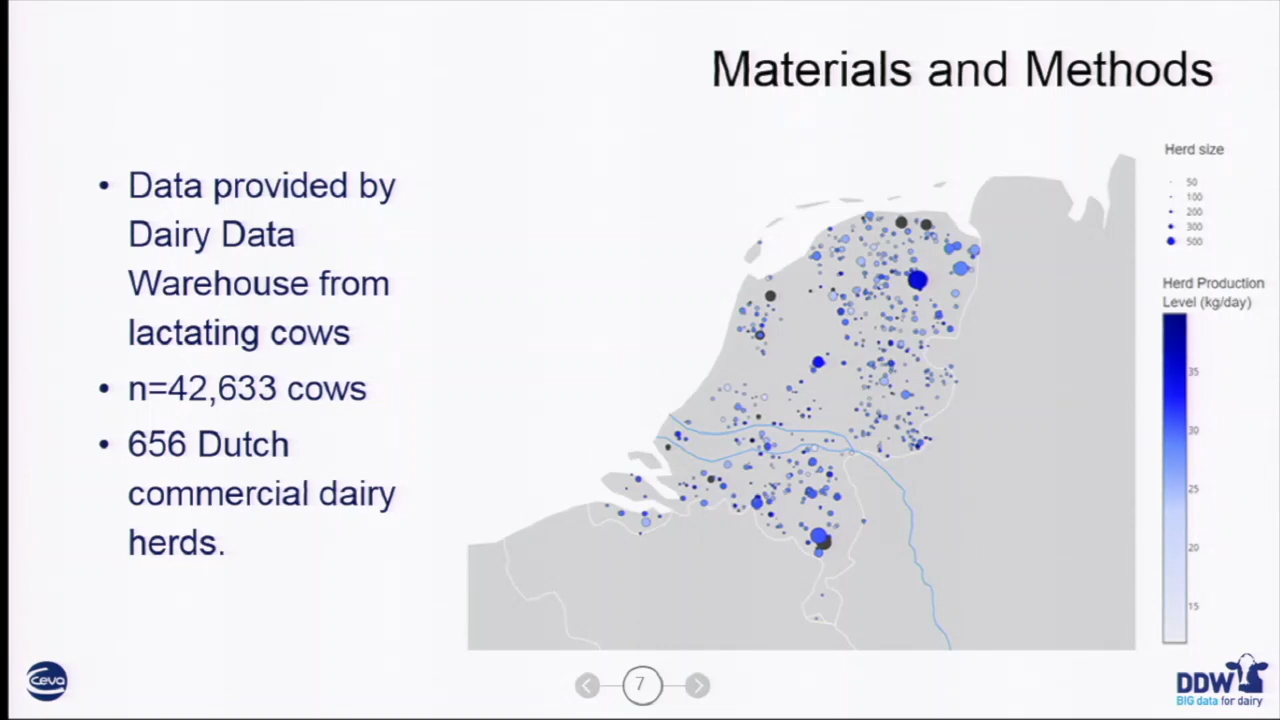 Materials and Methods
• Data provided by
Dairy Data
Warehouse from
lactating cows
• n=42,633 cows
• 656 Dutch
commercial dairy
herds.
Herd size
50
100
200
300
500
Herd Production
Level (kg/day)
35
30
25
20
15
Ceva
7
DDW
BIG data for dairy